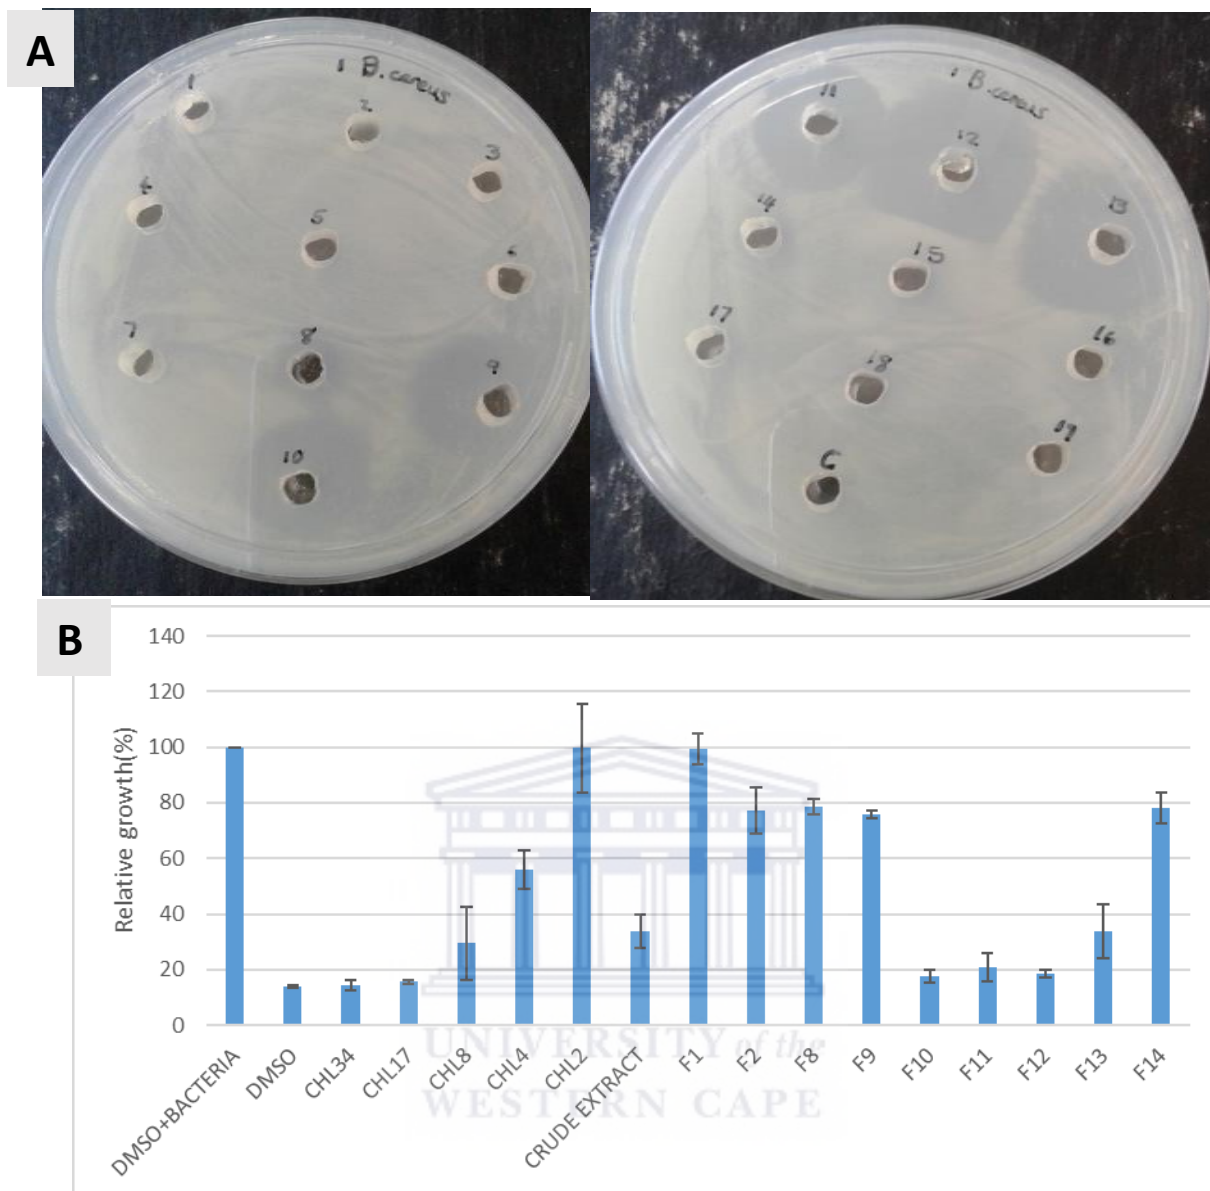 A
1 B. cereus
1
2
3
4
5
6
7
8
9
10
1 B. cereus
11
12
13
14
15
16
17
18
19
C
B
140
120
100
80
60
40
20
0
Relative growth(%)
DMSO+BACTERIA
DMSO
CHL34
CHL17
CHL8
CHL4
CHL2
CRUDE EXTRACT
F1
F2
F8
F9
F10
F11
F12
F13
F14
UNIVERSITY of the
WESTERN CAPE